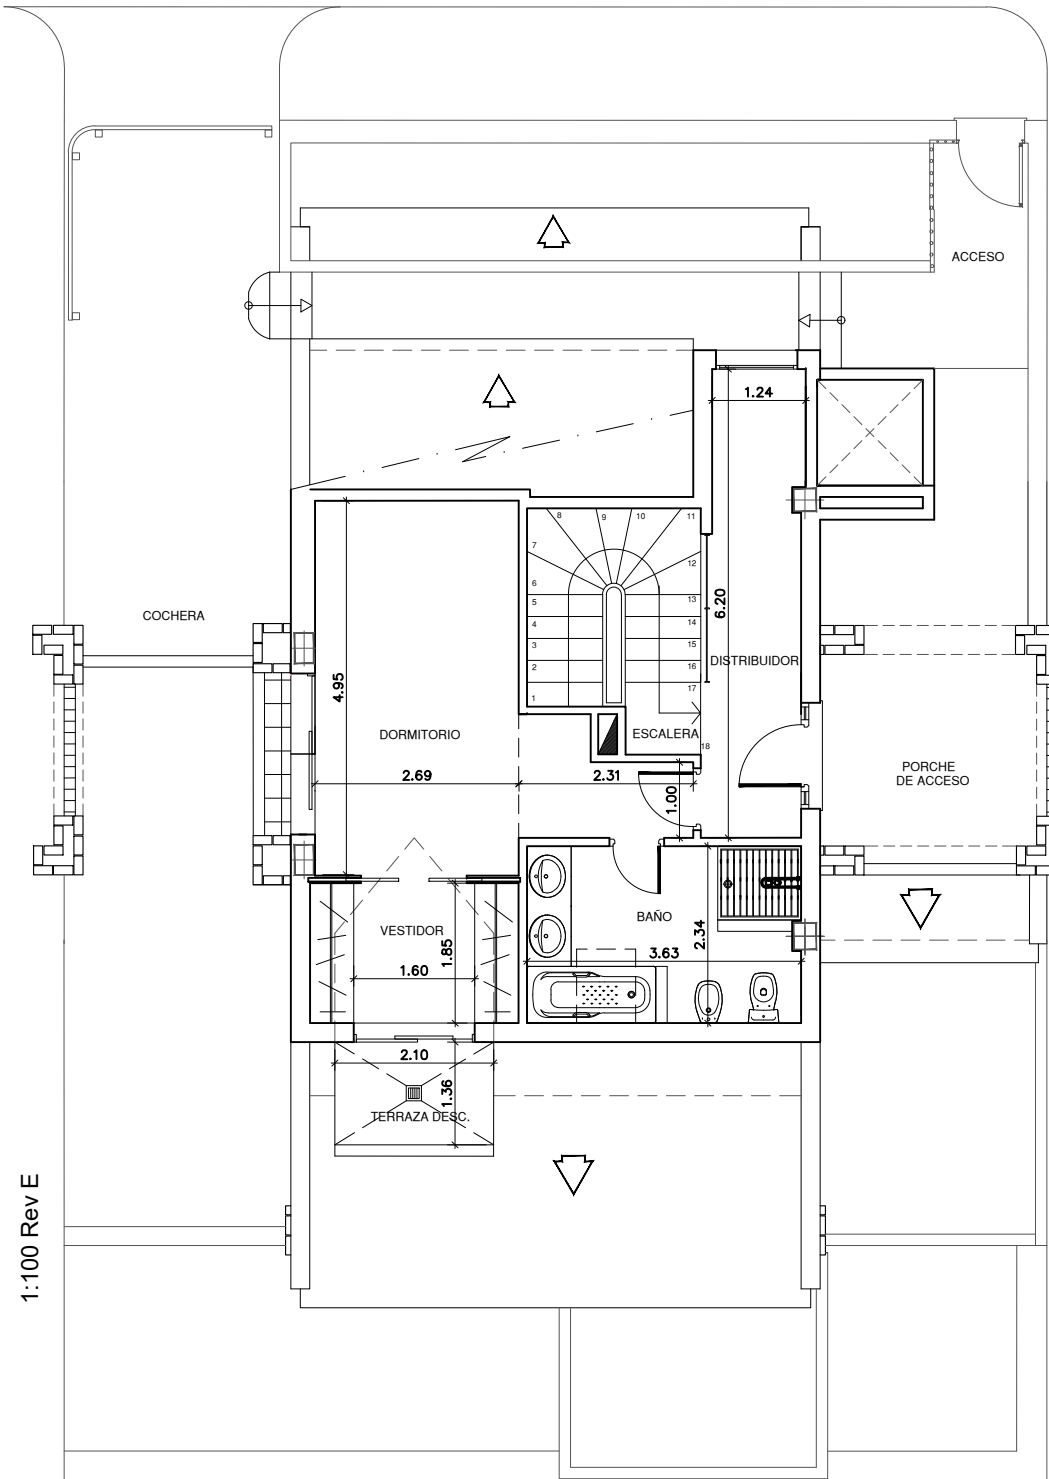 ACCESO
1.24
8
9
10
11
7
12
6
5
13
4
14
3
15
2
16
1
17
18
6.20
COCHERA
DISTRIBUIDOR
4.95
DORMITORIO
ESCALERA
PORCHE
DE ACCESO
2.69
2.31
1.00
VESTIDOR
BAÑO
1.85
2.34
1.60
3.63
2.10
1.36
TERRAZA DESC.
1:100 Rev E